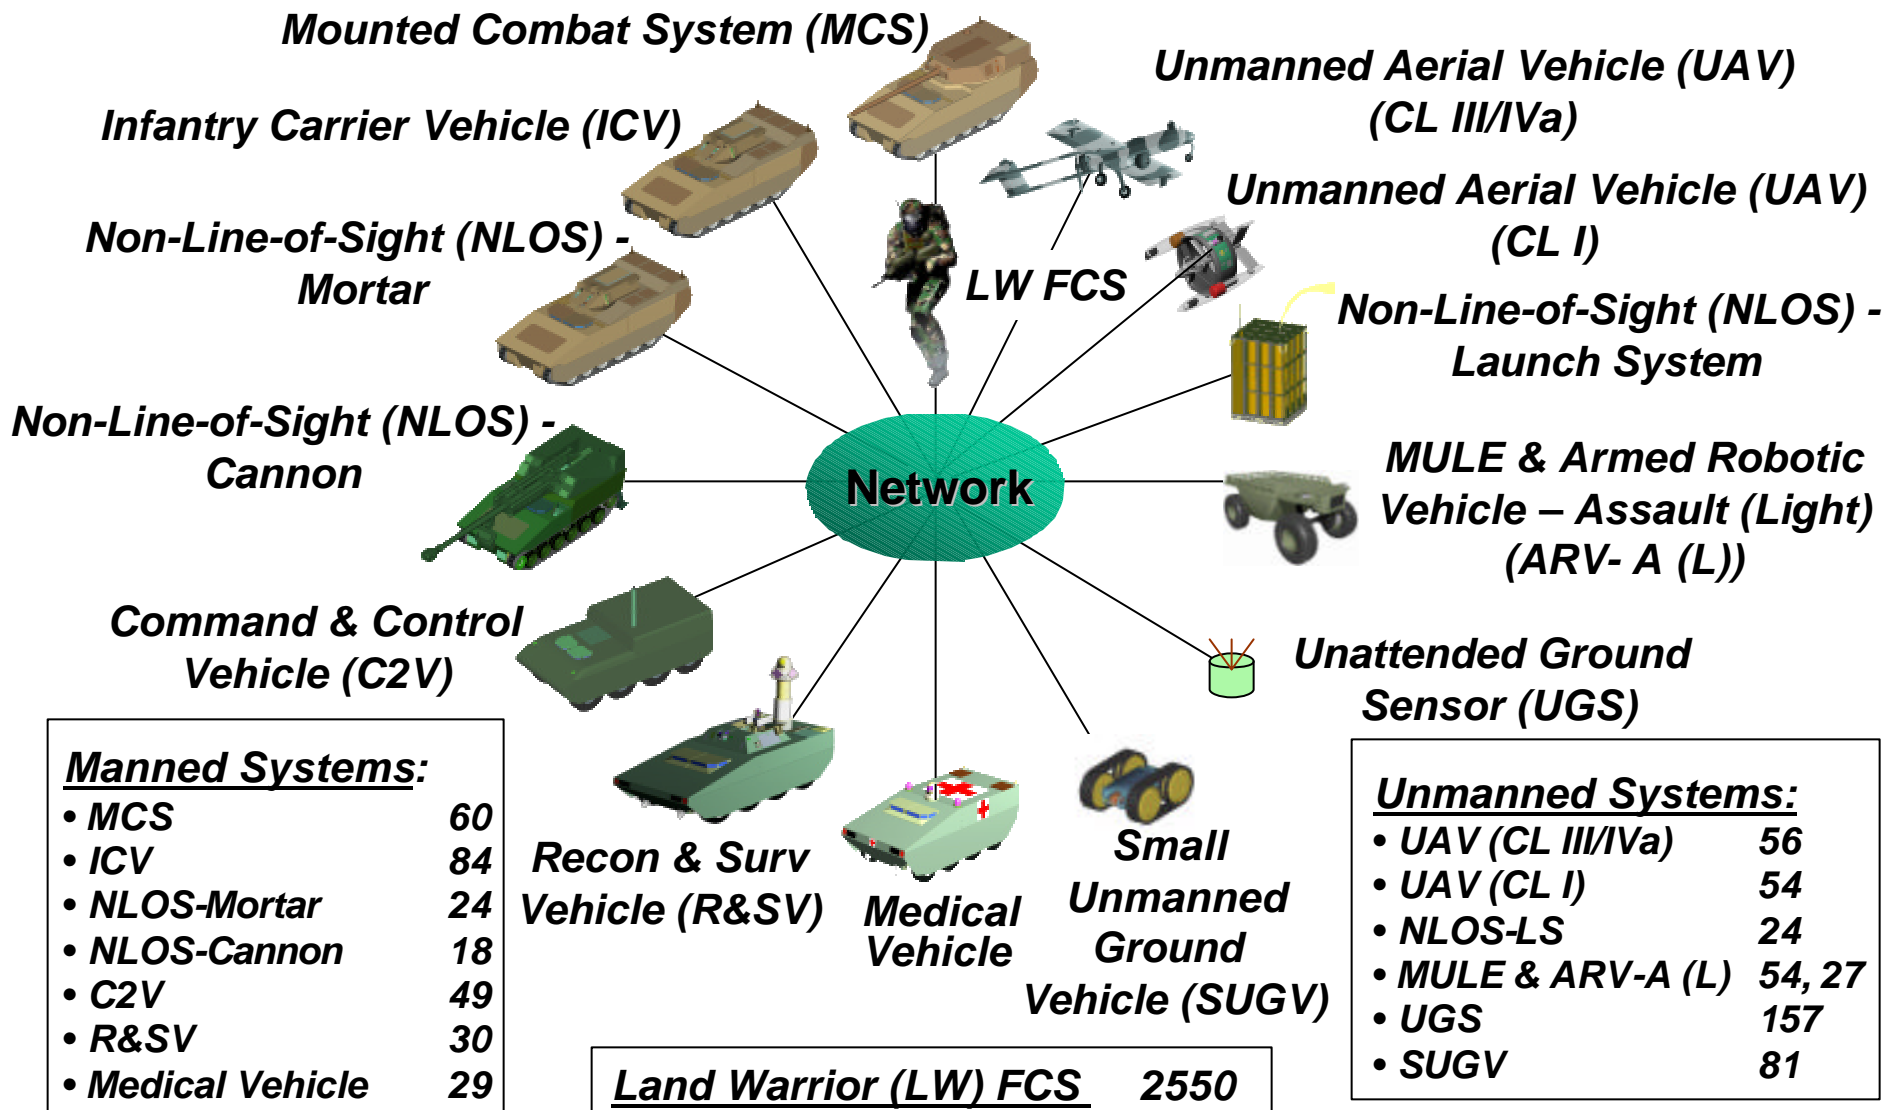 Mounted Combat System (MCS)
Unmanned Aerial Vehicle (UAV)
(CL III/IVa)
Infantry Carrier Vehicle (ICV)
Unmanned Aerial Vehicle (UAV)
(CL I)
Non-Line-of-Sight (NLOS) -
Mortar
LW FCS
Non-Line-of-Sight (NLOS) -
Launch System
Non-Line-of-Sight (NLOS) -
Cannon
Network
MULE & Armed Robotic
Vehicle – Assault (Light)
(ARV- A (L))
Command & Control
Vehicle (C2V)
Unattended Ground
Sensor (UGS)
Recon & Surv
Vehicle (R&SV)
Medical
Vehicle
Small
Unmanned
Ground
Vehicle (SUGV)
Manned Systems:
• MCS 60
• ICV 84
• NLOS-Mortar 24
• NLOS-Cannon 18
• C2V 49
• R&SV 30
• Medical Vehicle 29
Land Warrior (LW) FCS 2550
Unmanned Systems:
• UAV (CL III/IVa) 56
• UAV (CL I) 54
• NLOS-LS 24
• MULE & ARV-A (L) 54, 27
• UGS 157
• SUGV 81